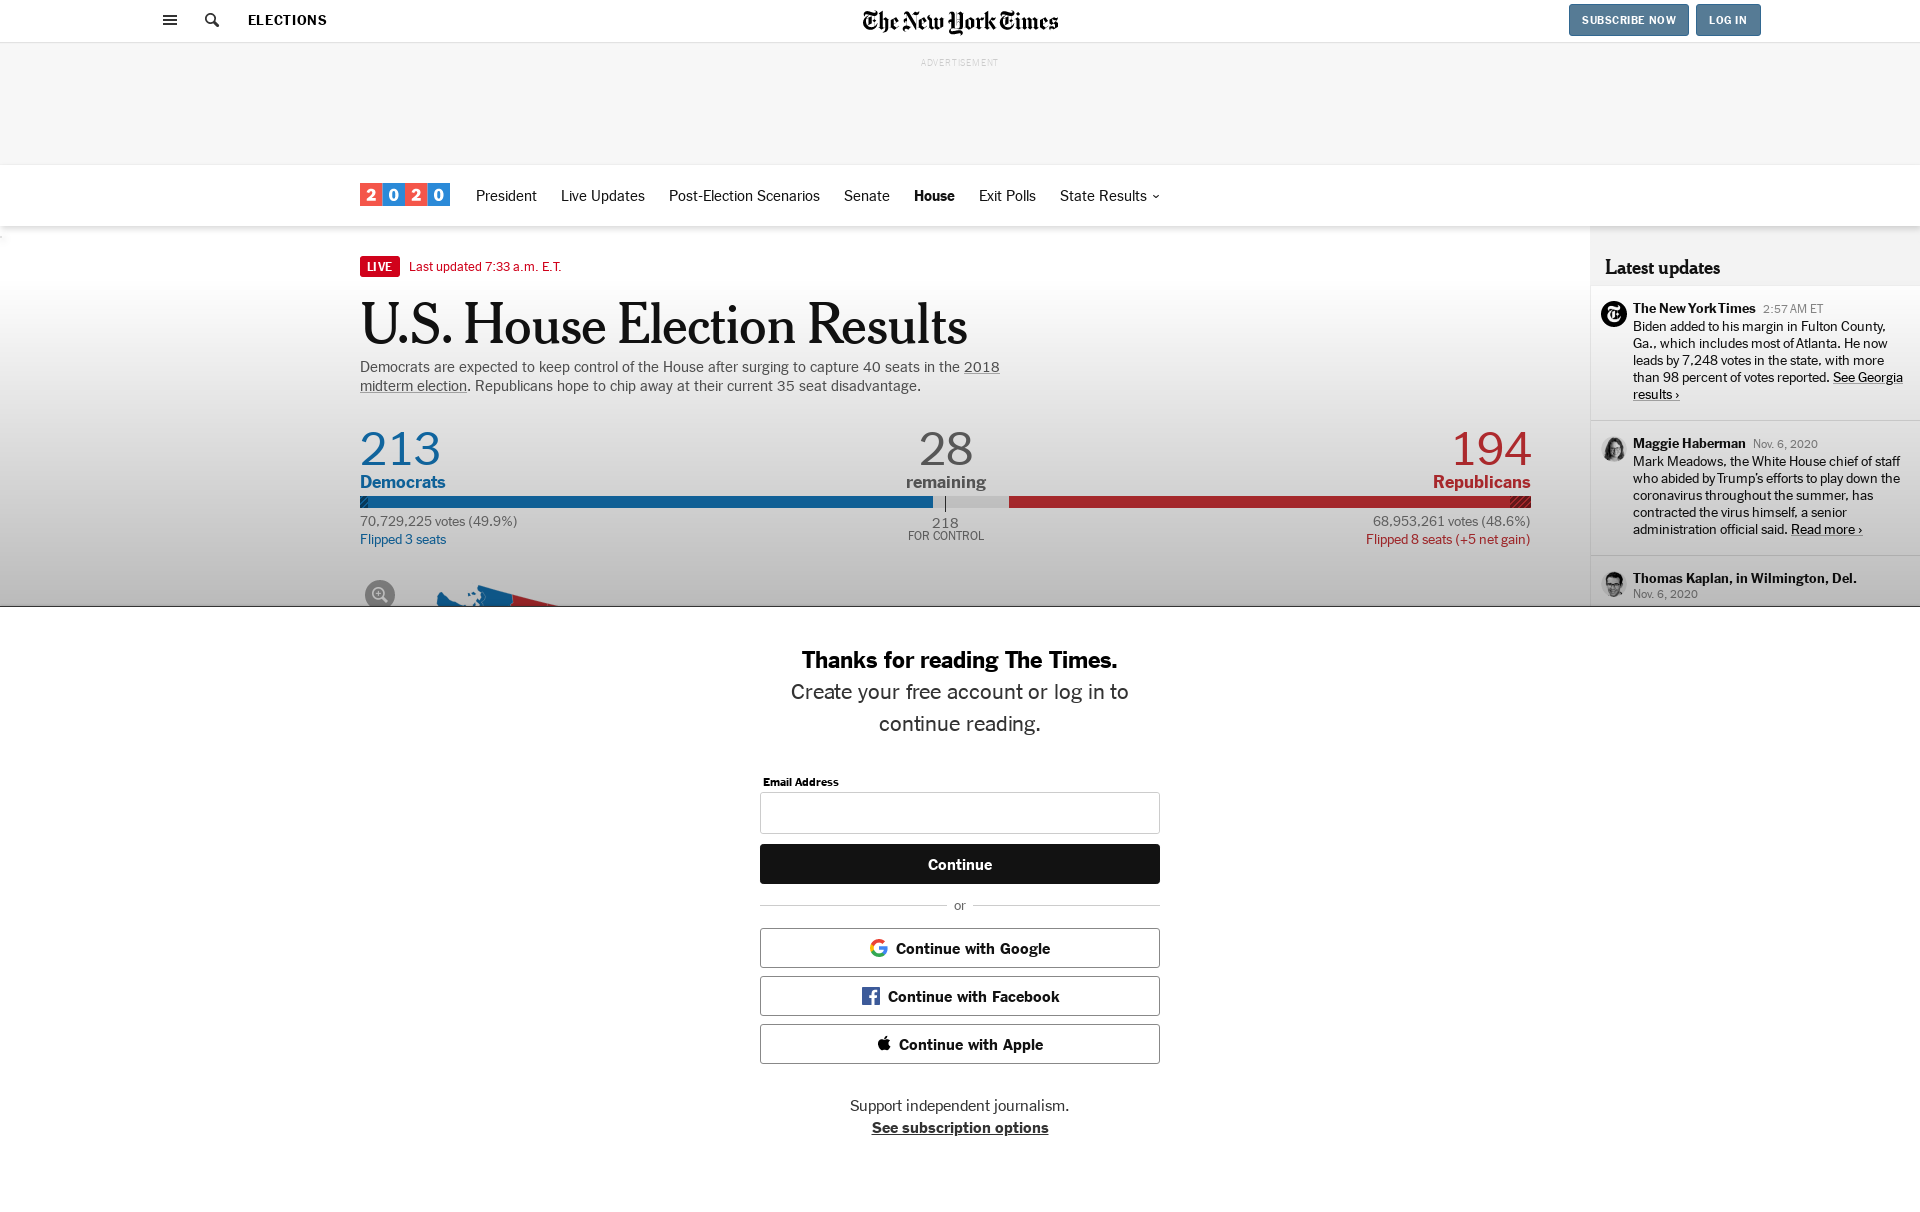 ELECTIONS
The New York Times
SUBSCRIBE NOW
LOG IN
ADVERTISEMENT
2020
President
Live Updates
Post-Election Scenarios
Senate
House
Exit Polls
State Results
LIVE
Last updated 7:33 a.m. E.T.
U.S. House Election Results
Democrats are expected to keep control of the House after surging to capture 40 seats in the 2018
midterm election. Republicans hope to chip away at their current 35 seat disadvantage.
213
Democrats
28
remaining
194
Republicans
70,729,225 votes (49.9%)
Flipped 3 seats
218
FOR CONTROL
68,953,261 votes (48.6%)
Flipped 8 seats (+5 net gain)
Latest updates
The New York Times 2:57 AM ET
Biden added to his margin in Fulton County,
Ga., which includes most of Atlanta. He now
leads by 7,248 votes in the state, with more
than 98 percent of votes reported. See Georgia
results ›
Maggie Haberman Nov. 6, 2020
Mark Meadows, the White House chief of staff
who abided by Trump's efforts to play down the
coronavirus throughout the summer, has
contracted the virus himself, a senior
administration official said. Read more ›
Thomas Kaplan, in Wilmington, Del.
Nov. 6, 2020
Thanks for reading The Times.
Create your free account or log in to
continue reading.
Email Address
Continue
or
Continue with Google
Continue with Facebook
Continue with Apple
Support independent journalism.
See subscription options